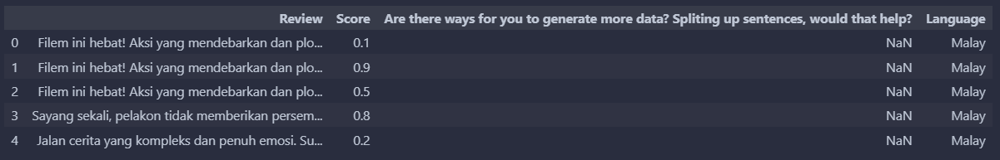 Review Score Are there ways for you to generate more data? Spliting up sentences, would that help? Language
0 Filem ini hebat! Aksi yang mendebarkan dan plo... 0.1 NaN Malay
1 Filem ini hebat! Aksi yang mendebarkan dan plo... 0.9 NaN Malay
2 Filem ini hebat! Aksi yang mendebarkan dan plo... 0.5 NaN Malay
3 Sayang sekali, pelakon tidak memberikan persem... 0.8 NaN Malay
4 Jalan cerita yang kompleks dan penuh emosi. Su... 0.2 NaN Malay